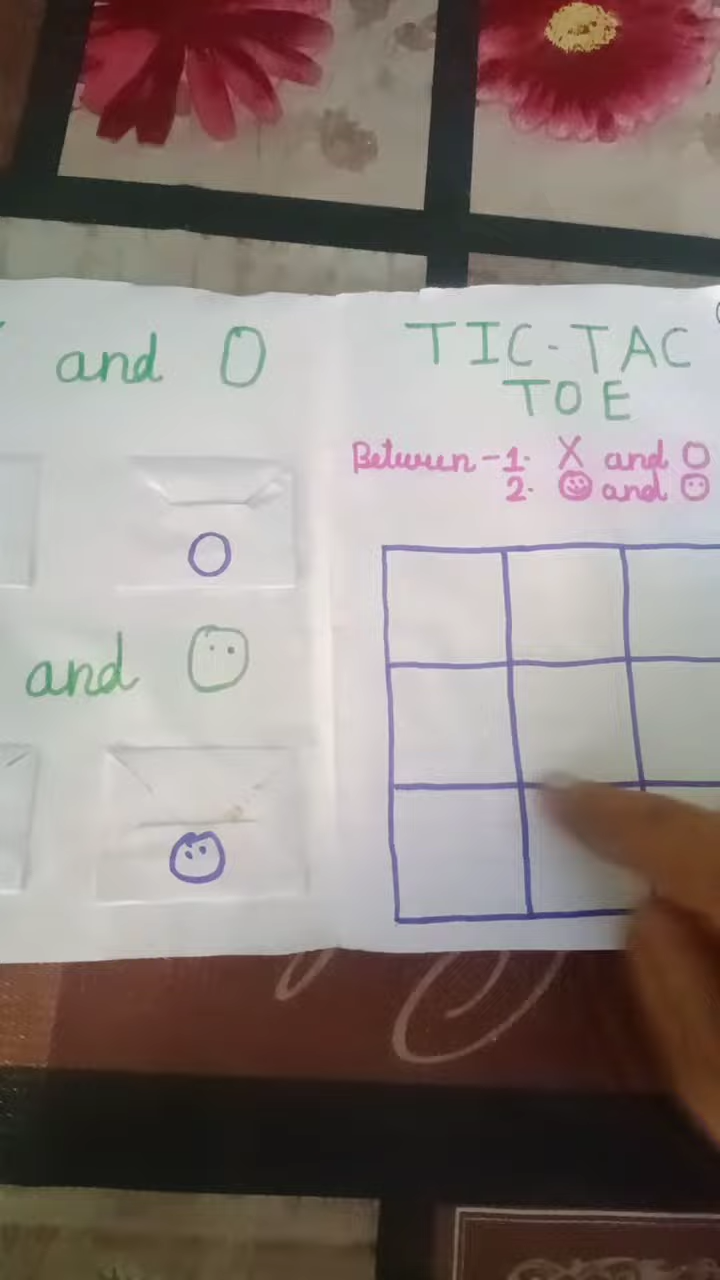 and O
O
and
TIC-TAC
TOE
Between - 1. X and O
2. and